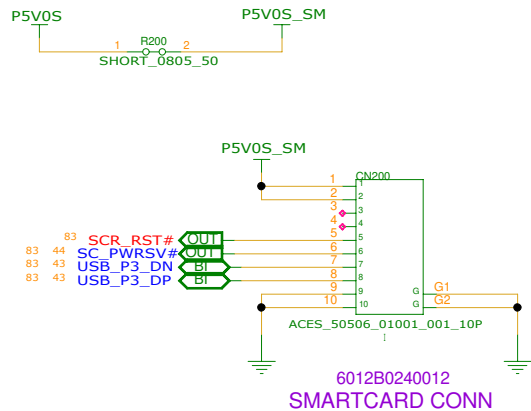 P5V0S P5V0S_SM
1 R200 2
SHORT_0805_50
P5V0S_SM
CN200
1 1
2 2
3 3
4 4
83 SCR_RST# OUT 5 5
83 44 SC_PWRSV# OUT 6 6
83 43 USB_P3_DN BI 7 7
83 43 USB_P3_DP BI 8 8
9 9 G G1
10 10 G G2
ACES_50506_01001_001_10P
6012B0240012
SMARTCARD CONN